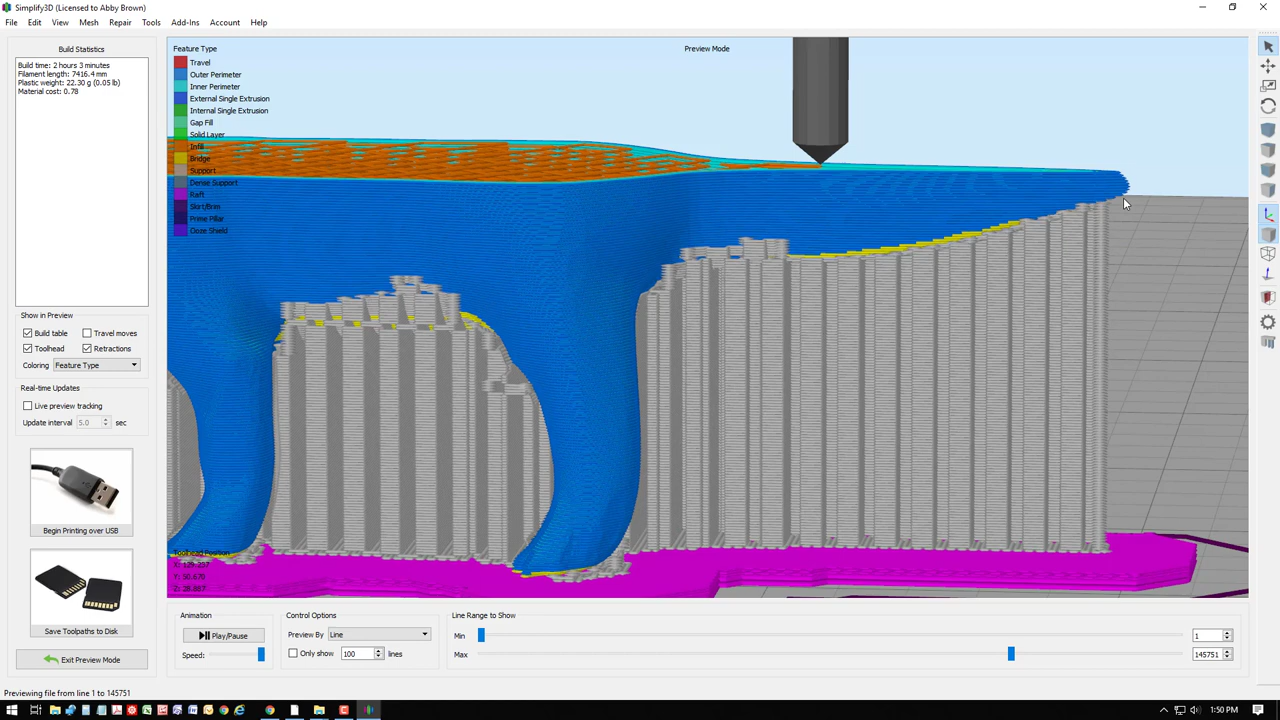 Simplify3D (Licensed to Abby Brown)
File Edit View Mesh Repair Tools Add-Ins Account Help
Build Statistics
Build time: 2 hours 3 minutes
Filament length: 7416.4 mm
Plastic weight: 22.30 g (0.05 lb)
Material cost: 0.78
Show in Preview
Build table
Travel moves
Toolhead
Retractions
Coloring Feature Type
Real-time Updates
Live preview tracking
Update interval 5.0 sec
Begin Printing over USB
Save Toolpaths to Disk
Exit Preview Mode
Feature Type
Travel
Outer Perimeter
Inner Perimeter
External Single Extrusion
Internal Single Extrusion
Gap Fill
Solid Layer
Infill
Bridge
Support
Dense Support
Raft
Skirt/Brim
Prime Pillar
Ooze Shield
Preview Mode
Toolhead Position
X: 139.237
Y: 50.670
Z: 28.987
Animation
Play/Pause
Speed:
Control Options
Preview By Line
Only show 100 lines
Line Range to Show
Min 1
Max 145751
Previewing file from line 1 to 145751
1:50 PM